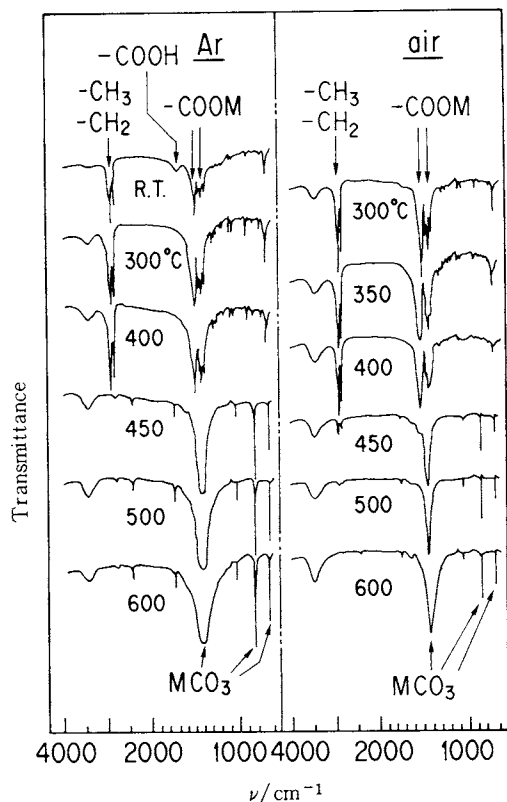 Ar
air
-COOH
-CH₃
-CH₂
-COOM
-CH₃
-CH₂
-COOM
R.T.
300°C
400
450
500
600
300°C
350
400
450
500
600
MCO₃
MCO₃
Transmittance
4000 2000 1000
4000 2000 1000
ν/cm⁻¹